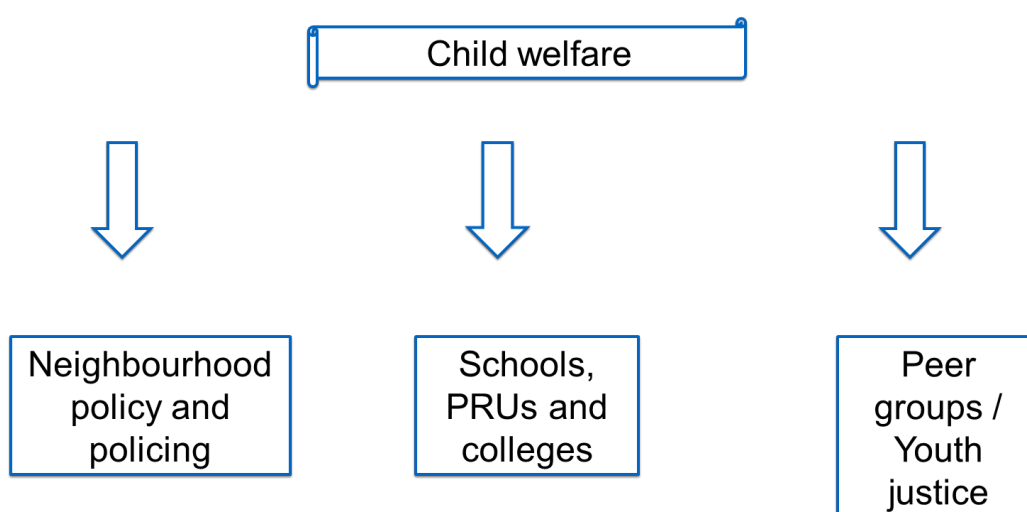 Child welfare
Neighbourhood
policy and
policing
Schools,
PRUs and
colleges
Peer
groups /
Youth
justice